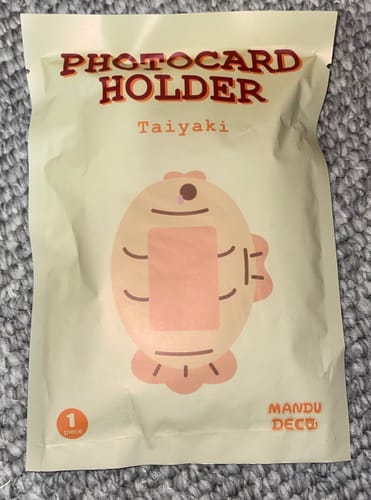 PHOTOCARD
HOLDER
Taiyaki
1
piece
MANDU
DECO